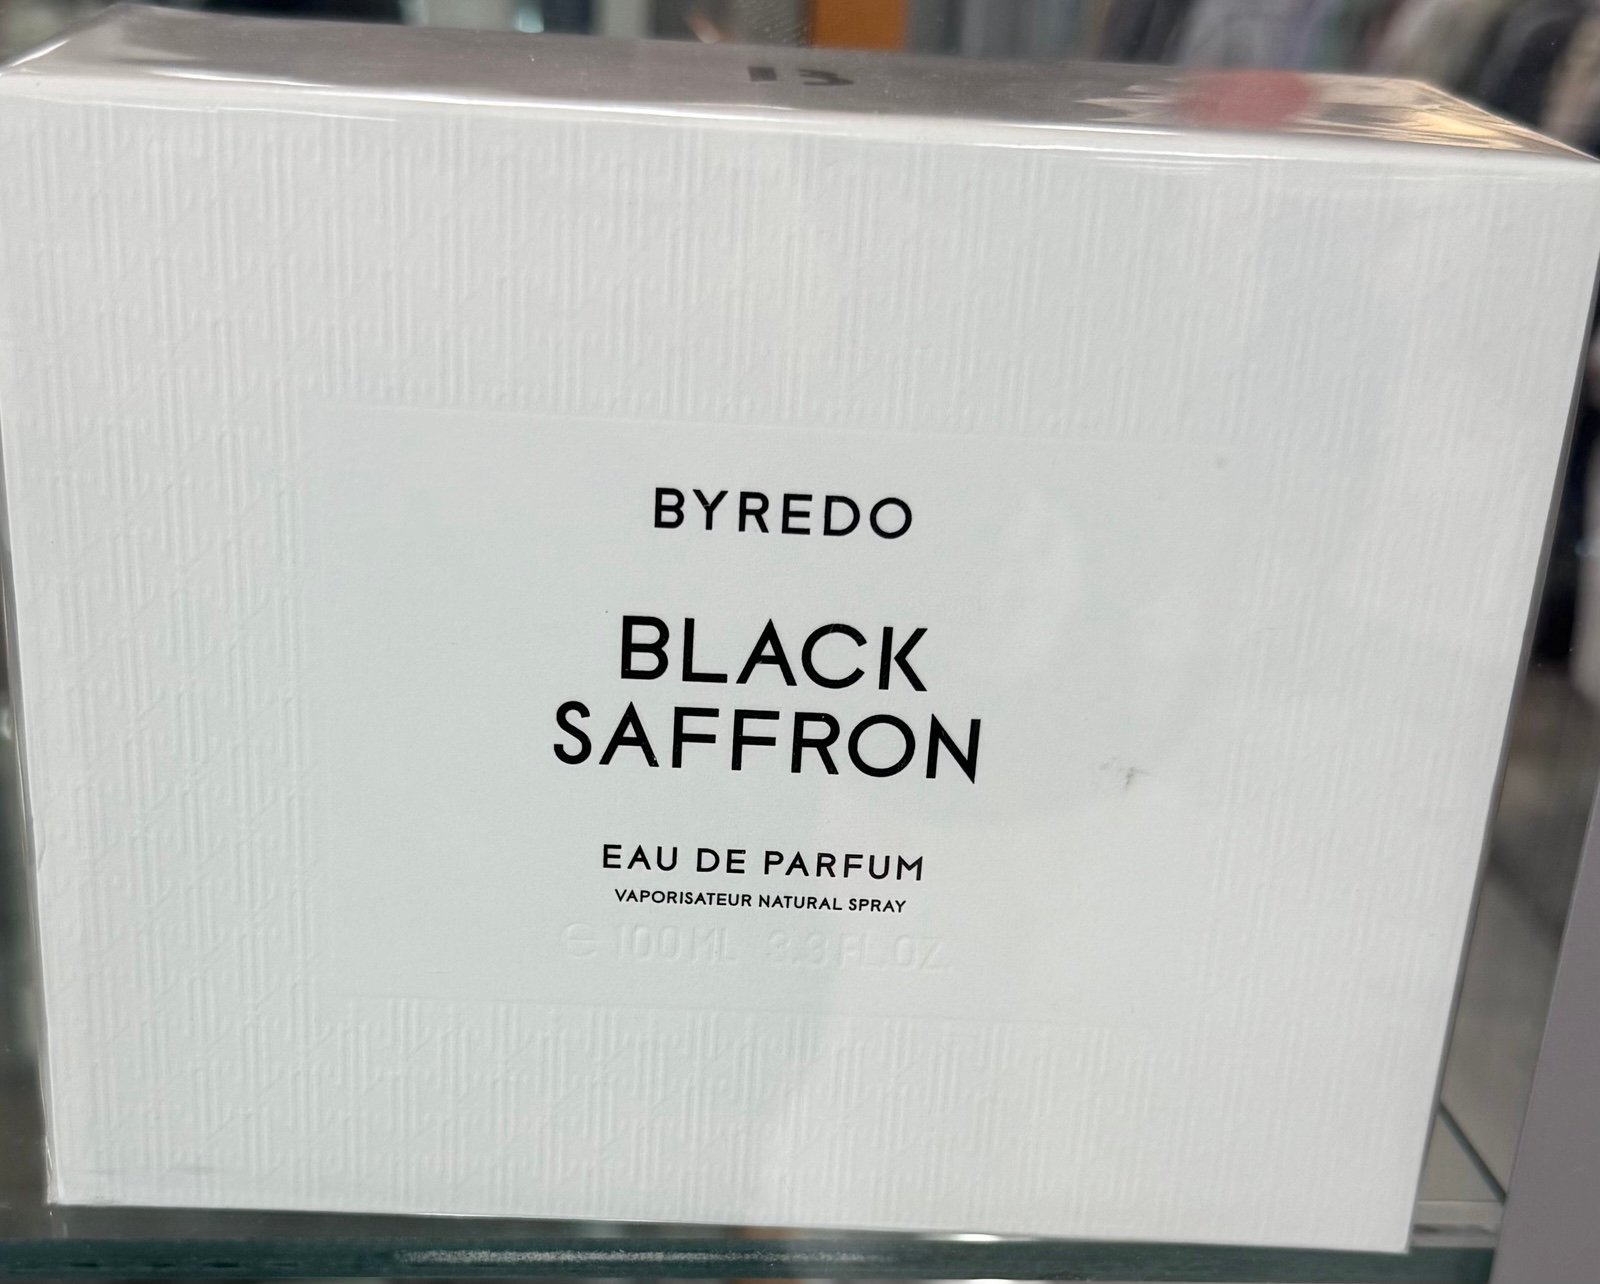 BYREDO
BLACK
SAFFRON
EAU DE PARFUM
VAPORISATEUR NATURAL SPRAY
e 100 ML 3.3 FL.OZ